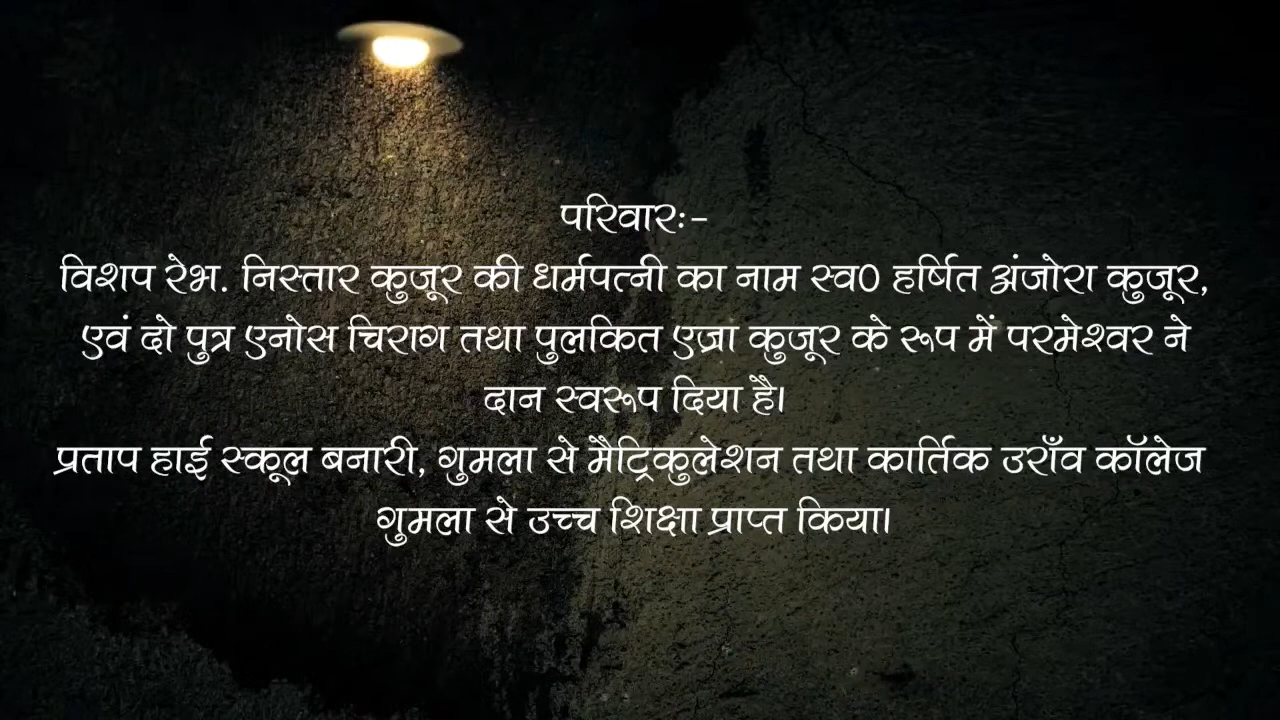 परिवारः-
विशप रेभ. निस्तार कुजूर की धर्मपत्नी का नाम स्व0 हर्षित अंजोरा कुजूर,
एवं दो पुत्र एनोस चिराग तथा पुलकित एज्रा कुजूर के रूप में परमेश्वर ने
दान स्वरूप दिया है।
प्रताप हाई स्कूल बनारी, गुमला से मैट्रिकुलेशन तथा कार्तिक उराँव कॉलेज
गुमला से उच्च शिक्षा प्राप्त किया।